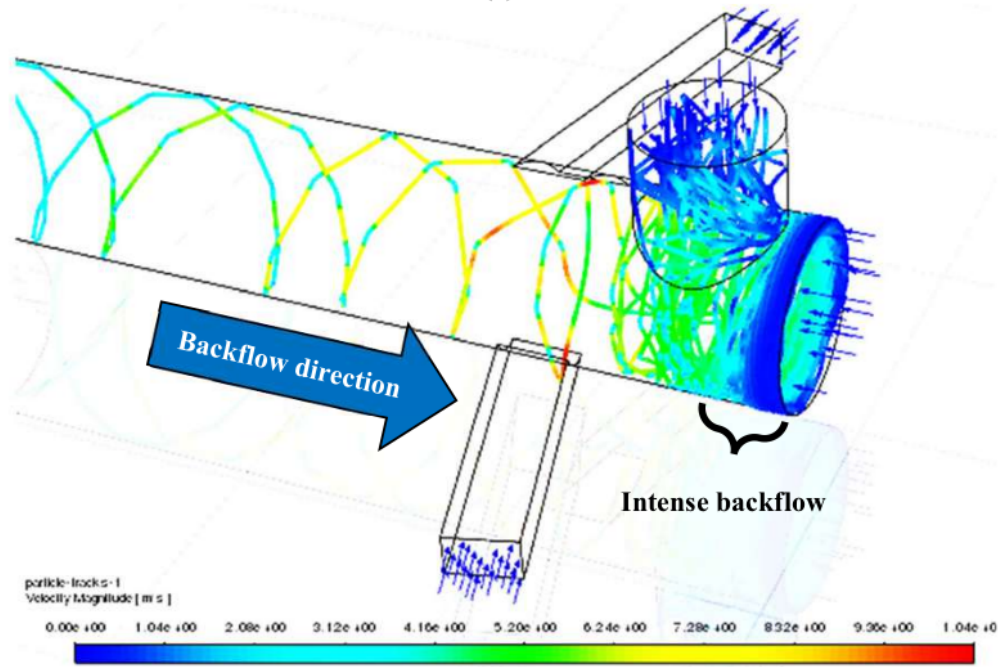 Backflow direction
Intense backflow
particle-tracks-1
Velocity Magnitude [ m/s ]
0.00e+00 1.04e+00 2.08e+00 3.12e+00 4.16e+00 5.20e+00 6.24e+00 7.28e+00 8.32e+00 9.36e+00 1.04e+0